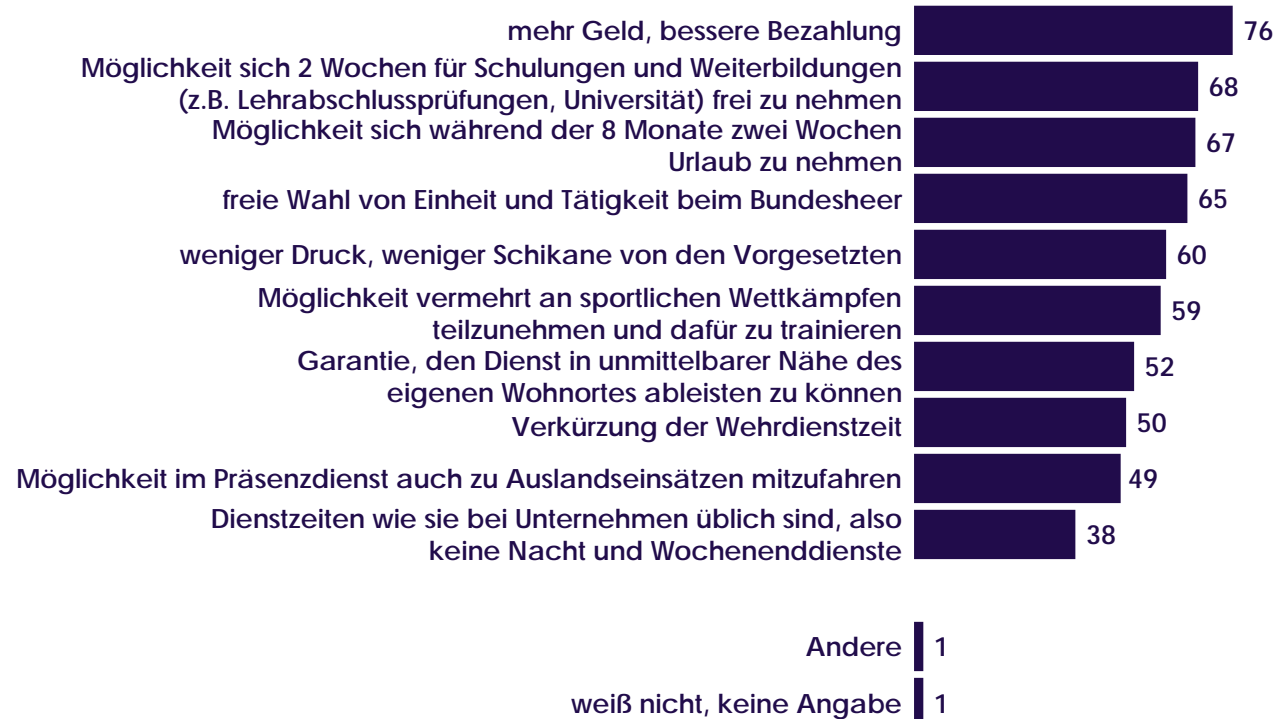 mehr Geld, bessere Bezahlung 76
Möglichkeit sich 2 Wochen für Schulungen und Weiterbildungen
(z.B. Lehrabschlussprüfungen, Universität) frei zu nehmen 68
Möglichkeit sich während der 8 Monate zwei Wochen
Urlaub zu nehmen 67
freie Wahl von Einheit und Tätigkeit beim Bundesheer 65
weniger Druck, weniger Schikane von den Vorgesetzten 60
Möglichkeit vermehrt an sportlichen Wettkämpfen
teilzunehmen und dafür zu trainieren 59
Garantie, den Dienst in unmittelbarer Nähe des
eigenen Wohnortes ableisten zu können 52
Verkürzung der Wehrdienstzeit 50
Möglichkeit im Präsenzdienst auch zu Auslandseinsätzen mitzufahren 49
Dienstzeiten wie sie bei Unternehmen üblich sind, also
keine Nacht und Wochenenddienste 38
Andere 1
weiß nicht, keine Angabe 1